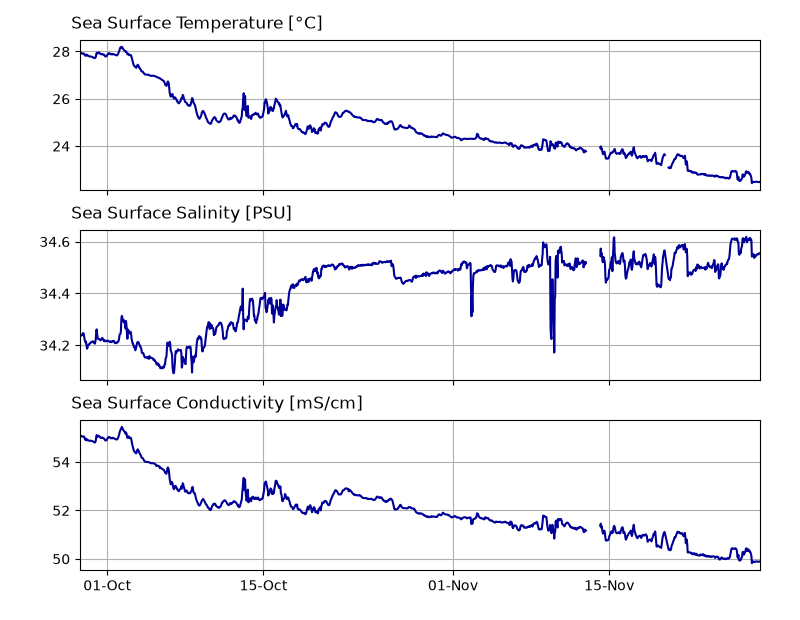 Sea Surface Temperature [°C]
28
26
24
Sea Surface Salinity [PSU]
34.6
34.4
34.2
Sea Surface Conductivity [mS/cm]
54
52
50
01-Oct 15-Oct 01-Nov 15-Nov